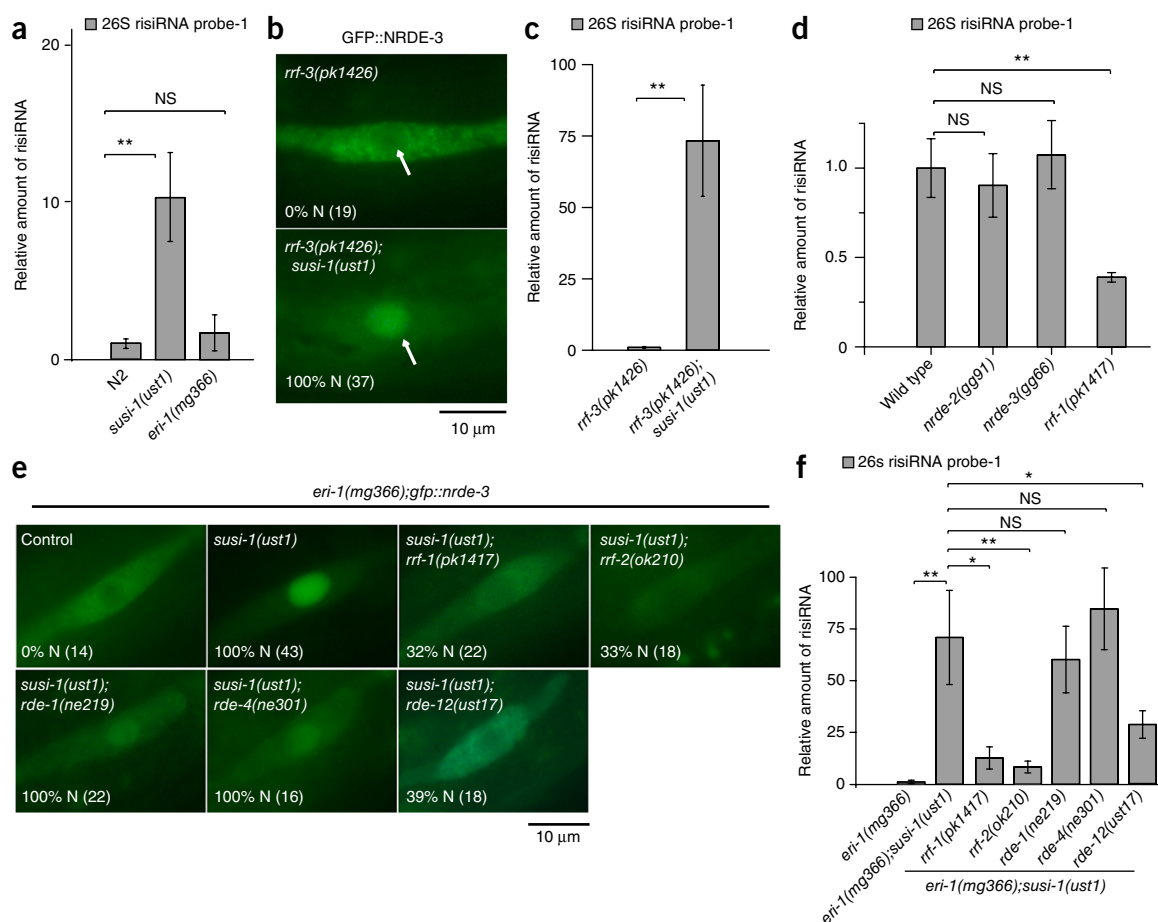 a
26S risiRNA probe-1
20
10
0
Relative amount of risiRNA
NS
**
N2
susi-1(ust1)
eri-1(mg366)
b
GFP::NRDE-3
rrf-3(pk1426)
0% N (19)
rrf-3(pk1426);
susi-1(ust1)
100% N (37)
10 μm
c
26S risiRNA probe-1
100
75
50
25
0
Relative amount of risiRNA
**
rrf-3(pk1426)
rrf-3(pk1426);
susi-1(ust1)
d
26S risiRNA probe-1
**
NS
NS
1.0
0.5
0
Relative amount of risiRNA
Wild type
nrde-2(gg91)
nrde-3(gg66)
rrf-1(pk1417)
e
eri-1(mg366);gfp::nrde-3
Control
0% N (14)
susi-1(ust1)
100% N (43)
susi-1(ust1);
rrf-1(pk1417)
32% N (22)
susi-1(ust1);
rrf-2(ok210)
33% N (18)
susi-1(ust1);
rde-1(ne219)
100% N (22)
susi-1(ust1);
rde-4(ne301)
100% N (16)
susi-1(ust1);
rde-12(ust17)
39% N (18)
10 μm
f
26s risiRNA probe-1
*
NS
NS
**
*
**
100
75
50
25
0
Relative amount of risiRNA
eri-1(mg366)
eri-1(mg366);susi-1(ust1)
rrf-1(pk1417)
rrf-2(ok210)
rde-1(ne219)
rde-4(ne301)
rde-12(ust17)
eri-1(mg366);susi-1(ust1)